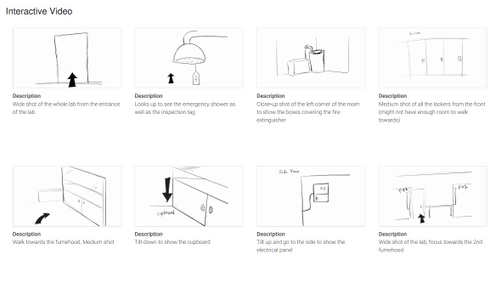 Interactive Video
Description
Wide shot of the whole lab from the entrance
of the lab
Description
Looks up to see the emergency shower as
well as the inspection tag
Description
Close-up shot of the left corner of the room
to show the boxes covering the fire
extinguisher
Description
Medium shot of all the lockers from the front
(might not have enough room to walk
towards)
cupboard
Side View
Description
Walk towards the fumehood, Medium shot
Description
Tilt down to show the cupboard
Description
Tilt up and go to the side to show the
electrical panel
Description
Wide shot of the lab, focus towards the 2nd
fumehood